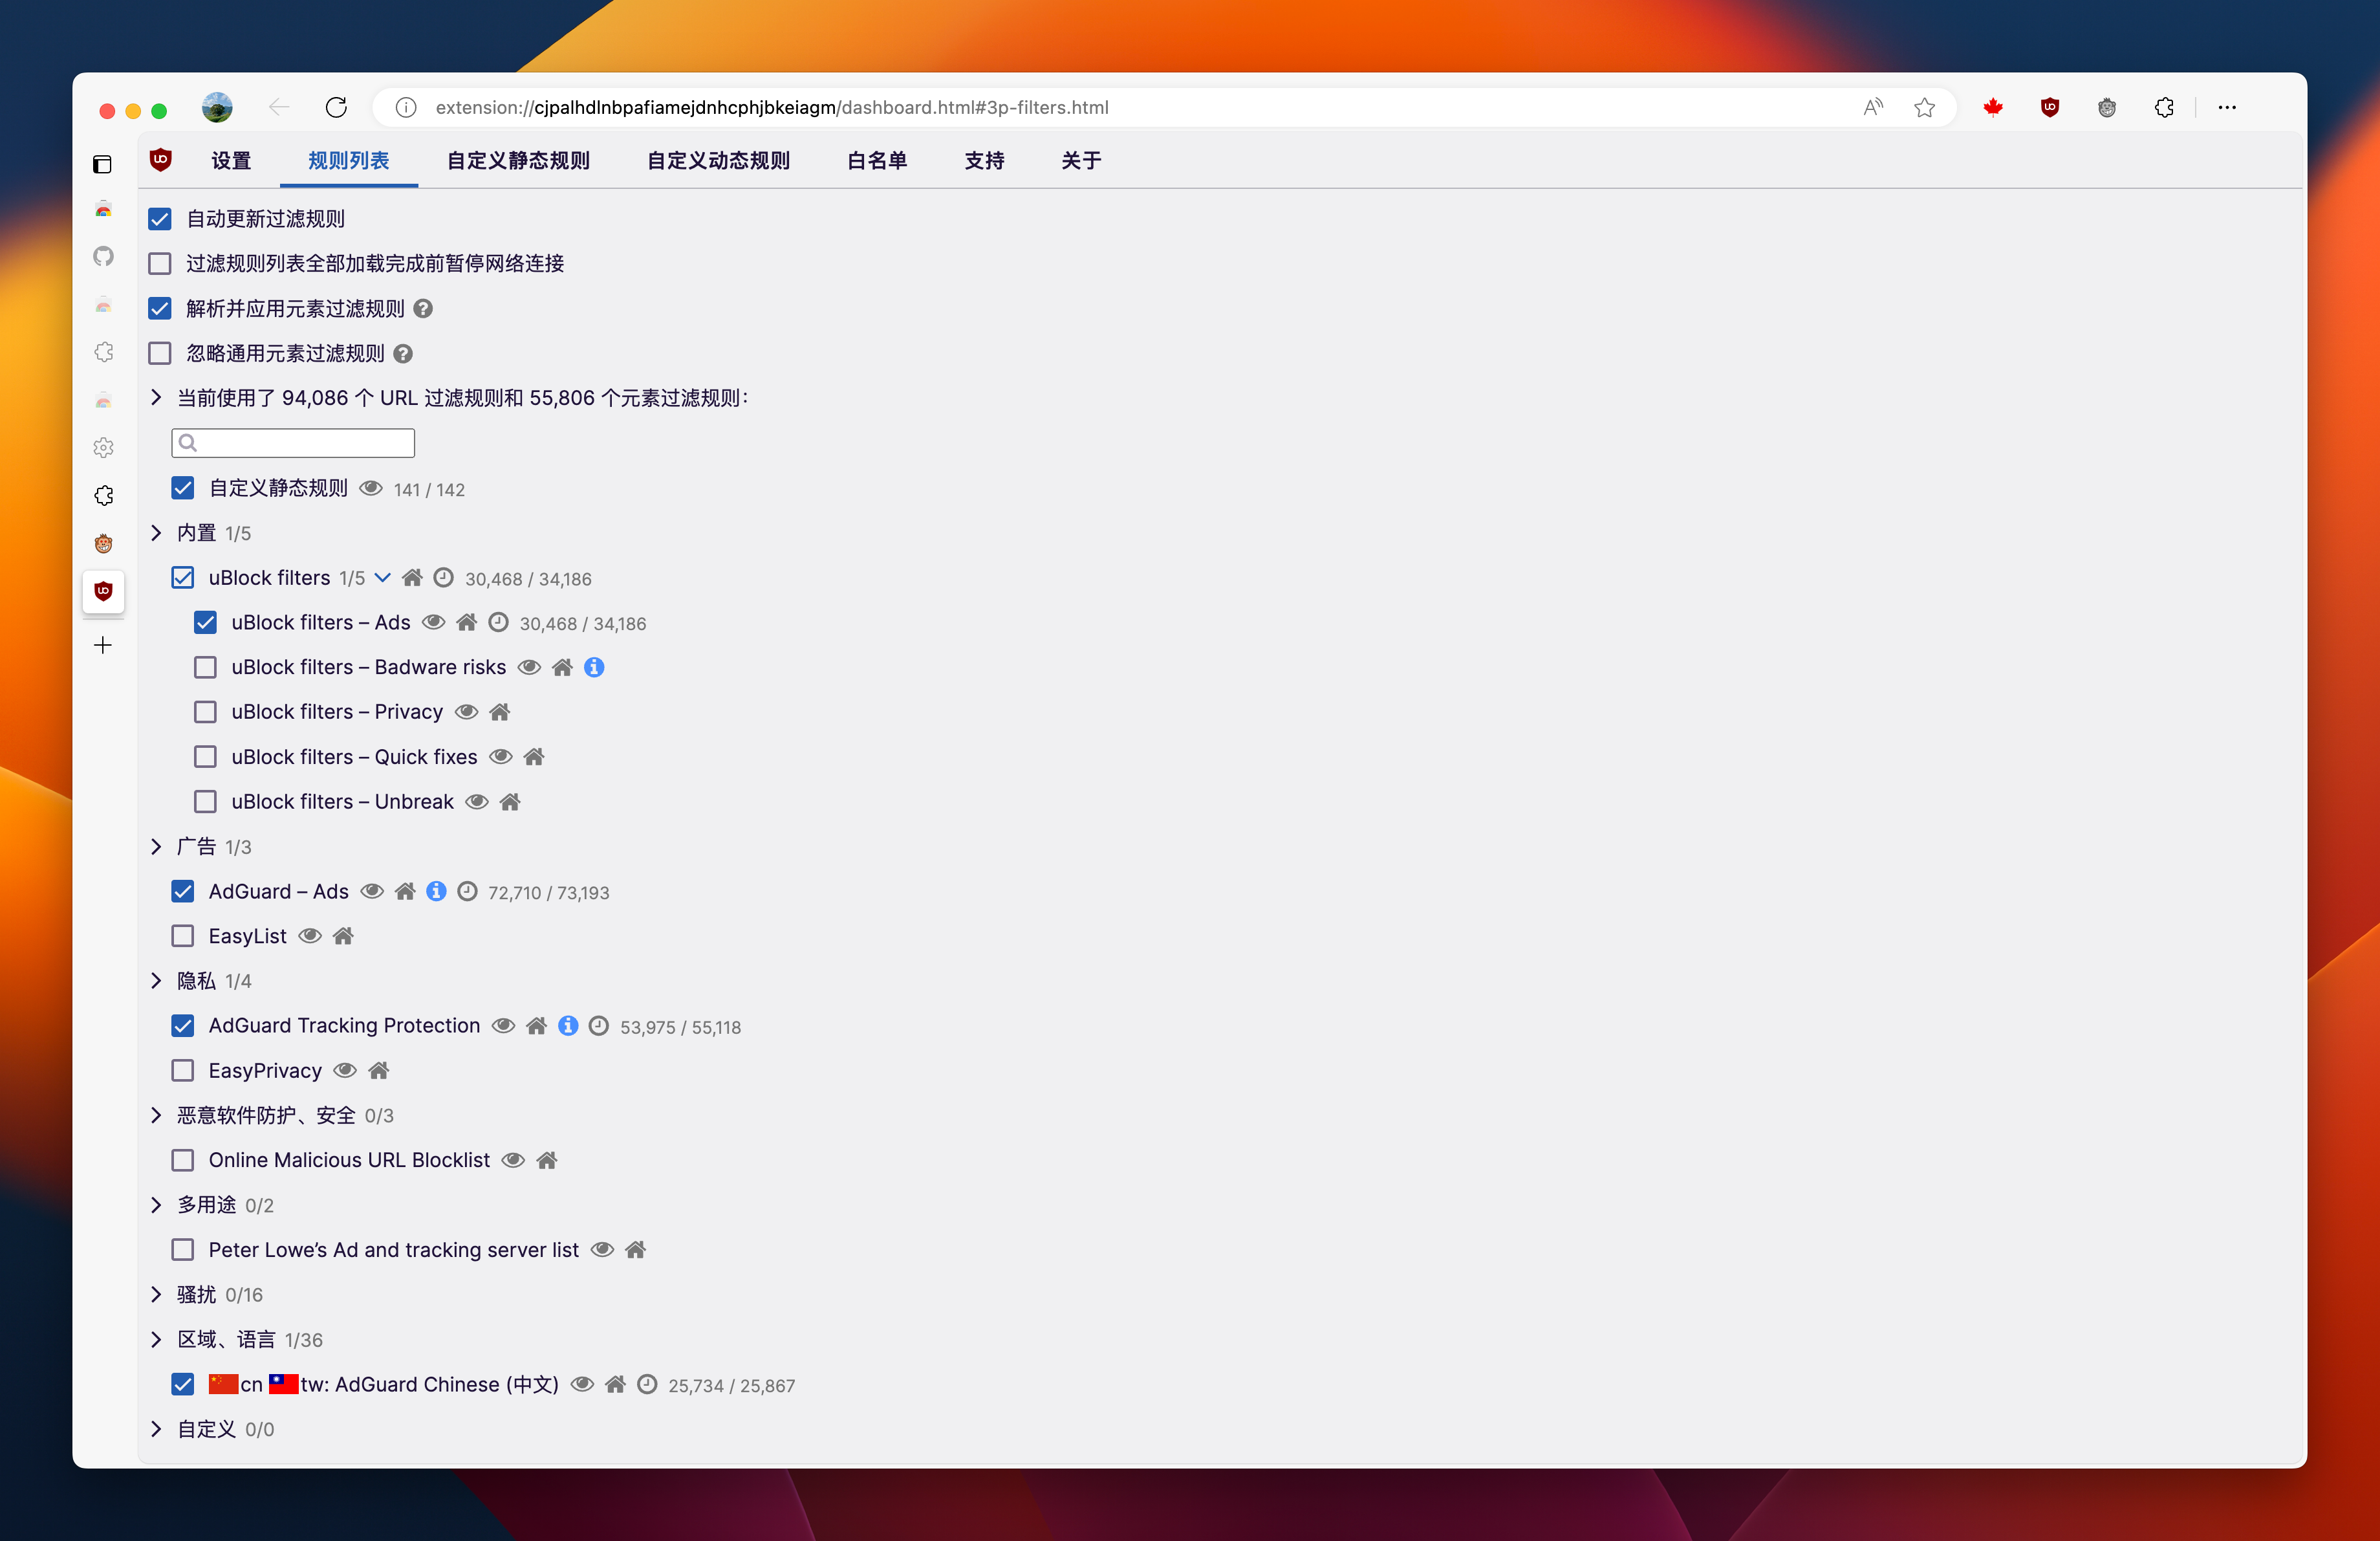 extension://cjpalhdlnbpafiamejdnhcphjbkeiagm/dashboard.html#3p-filters.html
设置 规则列表 自定义静态规则 自定义动态规则 白名单 支持 关于
自动更新过滤规则
过滤规则列表全部加载完成前暂停网络连接
解析并应用元素过滤规则
忽略通用元素过滤规则
当前使用了 94,086 个 URL 过滤规则和 55,806 个元素过滤规则：
自定义静态规则 141 / 142
内置 1/5
uBlock filters 1/5 30,468 / 34,186
uBlock filters – Ads 30,468 / 34,186
uBlock filters – Badware risks
uBlock filters – Privacy
uBlock filters – Quick fixes
uBlock filters – Unbreak
广告 1/3
AdGuard – Ads 72,710 / 73,193
EasyList
隐私 1/4
AdGuard Tracking Protection 53,975 / 55,118
EasyPrivacy
恶意软件防护、安全 0/3
Online Malicious URL Blocklist
多用途 0/2
Peter Lowe’s Ad and tracking server list
骚扰 0/16
区域、语言 1/36
🇨🇳cn 🇹🇼tw: AdGuard Chinese (中文) 25,734 / 25,867
自定义 0/0